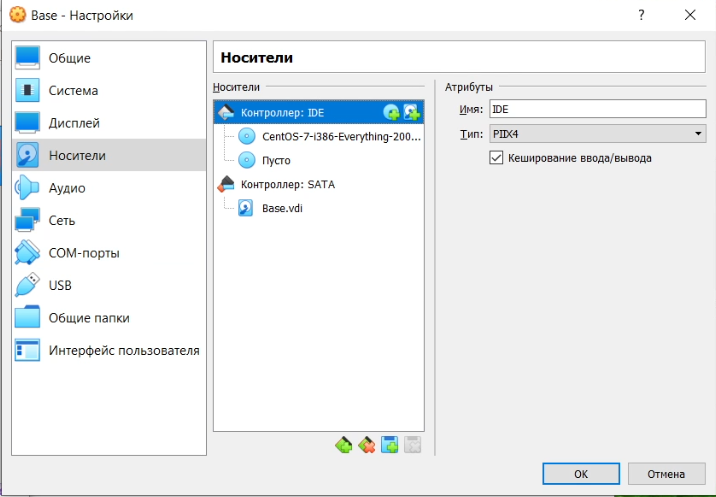 Base - Настройки
?
Общие
Система
Дисплей
Носители
Аудио
Сеть
COM-порты
USB
Общие папки
Интерфейс пользователя
Носители
Носители
Контроллер: IDE
CentOS-7-i386-Everything-200...
Пусто
Контроллер: SATA
Base.vdi
Атрибуты
Имя: IDE
Тип: PIIX4
Кеширование ввода/вывода
OK
Отмена